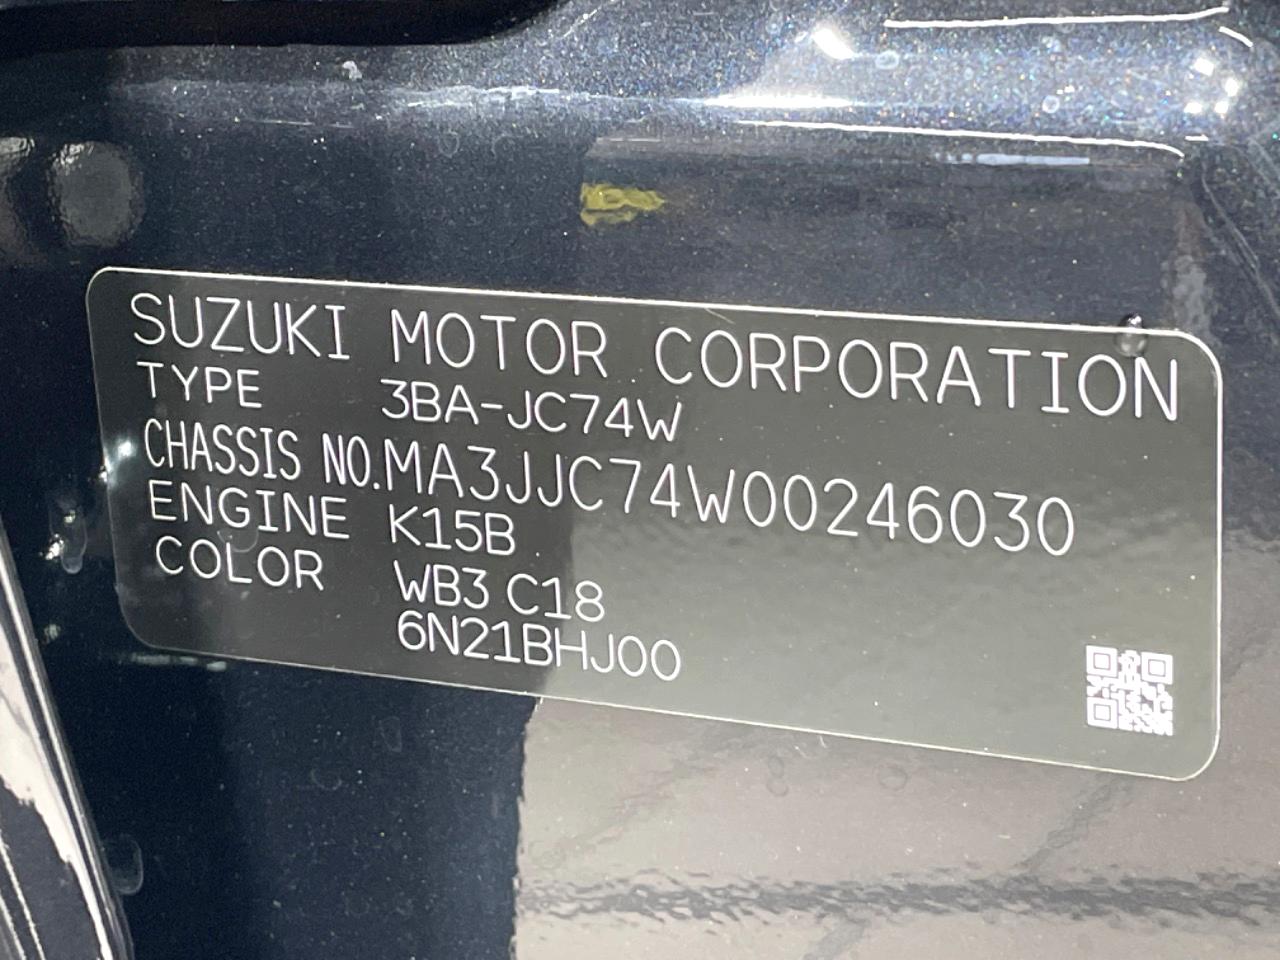 SUZUKI MOTOR CORPORATION
TYPE 3BA-JC74W
CHASSIS NO.MA3JJC74W00246030
ENGINE K15B
COLOR WB3 C18
6N21BHJ00